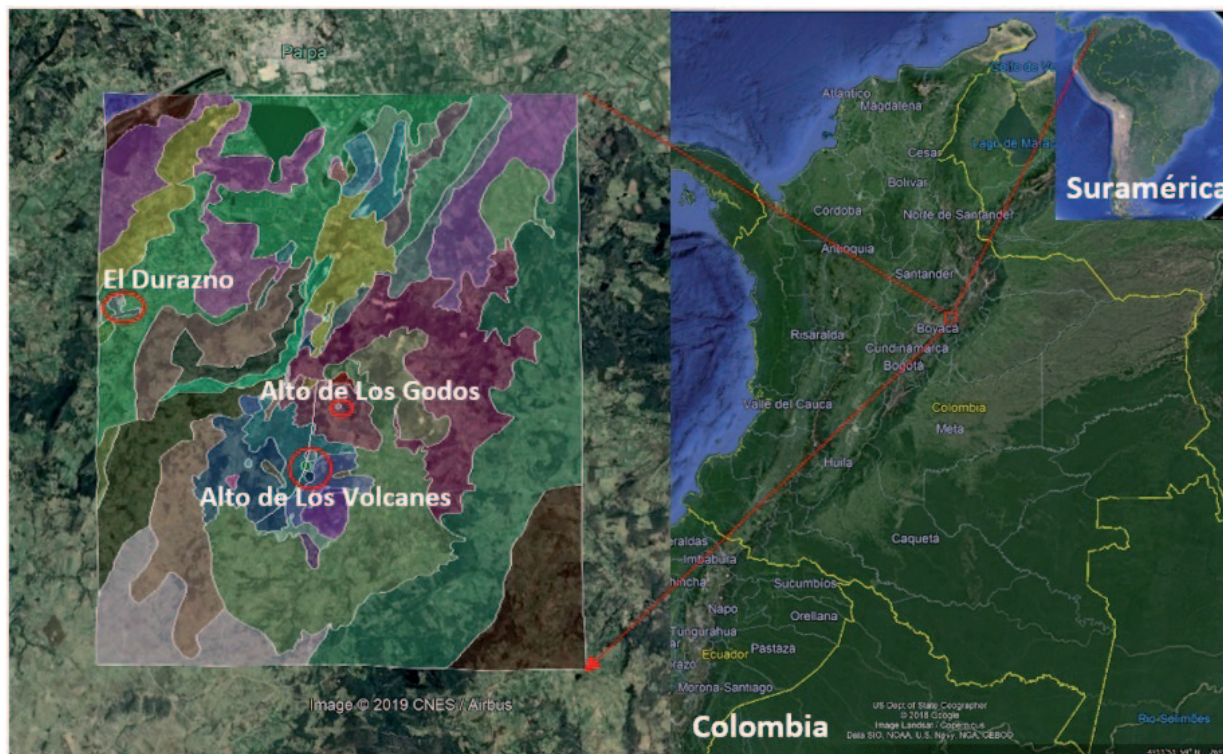 Paipa
El Durazno
Alto de Los Godos
Alto de Los Volcanes
Image © 2019 CNES / Airbus
Atlántico
Magdalena
Cesar
Bolívar
Córdoba
Norte de Santander
Antioquia
Santander
Boyacá
Risaralda
Cundinamarca
Bogotá
Valle del Cauca
Colombia
Meta
Huila
Caquetá
Imbabura
Sucumbíos
Napo
Orellana
Tungurahua
Ecuador
Pastaza
Morona-Santiago
Colombia
US Dept of State Geographer
© 2018 Google
Image Landsat / Copernicus
Data SIO, NOAA, U.S. Navy, NGA, GEBCO
Rio Solimões
Suramérica